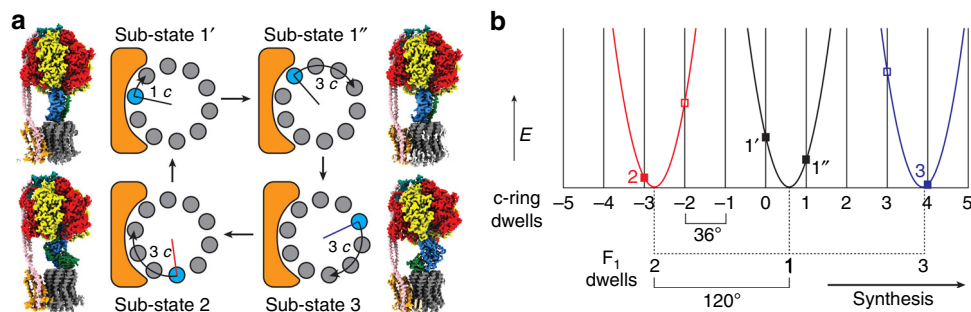 a
Sub-state 1′
Sub-state 1″
1 c
3 c
3 c
3 c
Sub-state 2
Sub-state 3
b
E
1′
1″
2
3
c-ring dwells
–5 –4 –3 –2 –1 0 1 2 3 4 5
36°
F₁ dwells
2 1 3
120°
Synthesis